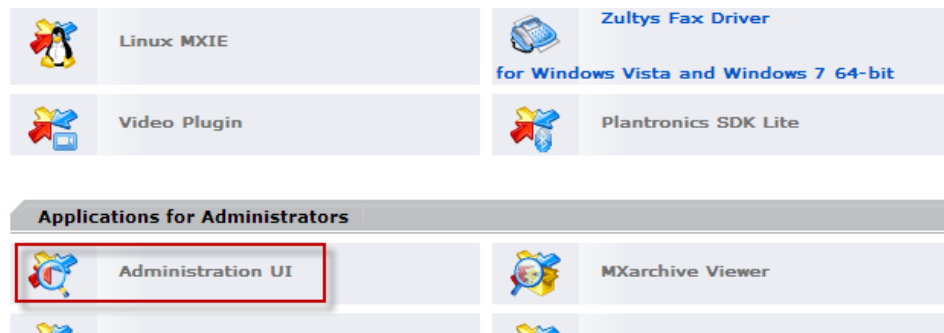 Linux MXIE
Zultys Fax Driver
for Windows Vista and Windows 7 64-bit
Video Plugin
Plantronics SDK Lite
Applications for Administrators
Administration UI
MXarchive Viewer